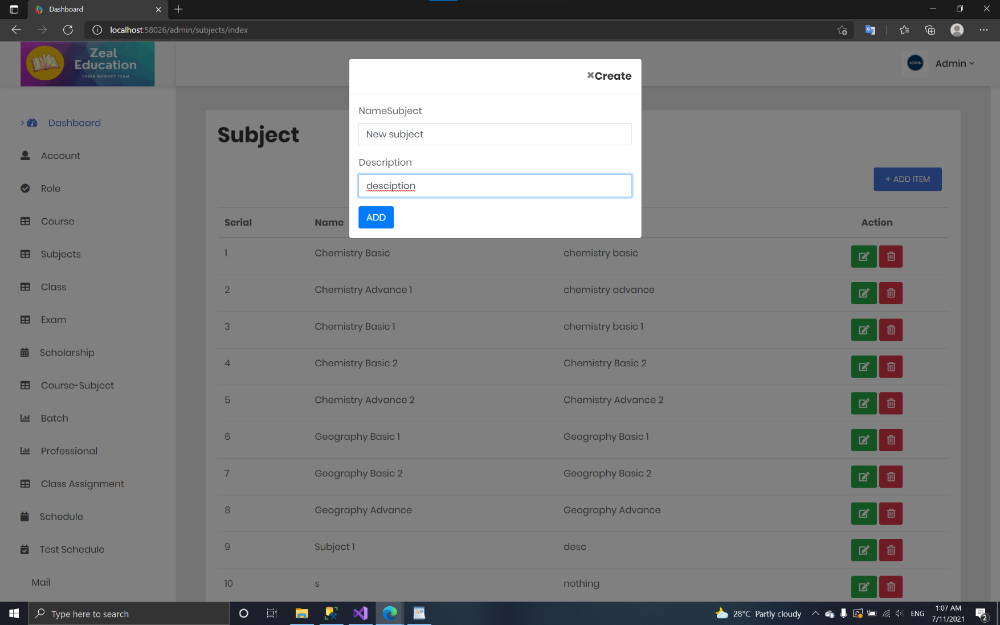 Dashboard
localhost:58026/admin/subjects/index
Zeal
Education
LOGIN MEMORY TEAM
ADMIN
Admin
×Create
NameSubject
New subject
Description
desciption
ADD
Dashboard
Account
Role
Course
Subjects
Class
Exam
Scholarship
Course-Subject
Batch
Professional
Class Assignment
Schedule
Test Schedule
Mail
Subject
+ ADD ITEM
Serial Name Action
1 Chemistry Basic chemistry basic
2 Chemistry Advance 1 chemistry advance
3 Chemistry Basic 1 chemistry basic 1
4 Chemistry Basic 2 Chemistry Basic 2
5 Chemistry Advance 2 Chemistry Advance 2
6 Geography Basic 1 Geography Basic 1
7 Geography Basic 2 Geography Basic 2
8 Geography Advance Geography Advance
9 Subject 1 desc
10 s nothing
Type here to search
28°C Partly cloudy
ENG
1:07 AM
7/11/2021
2